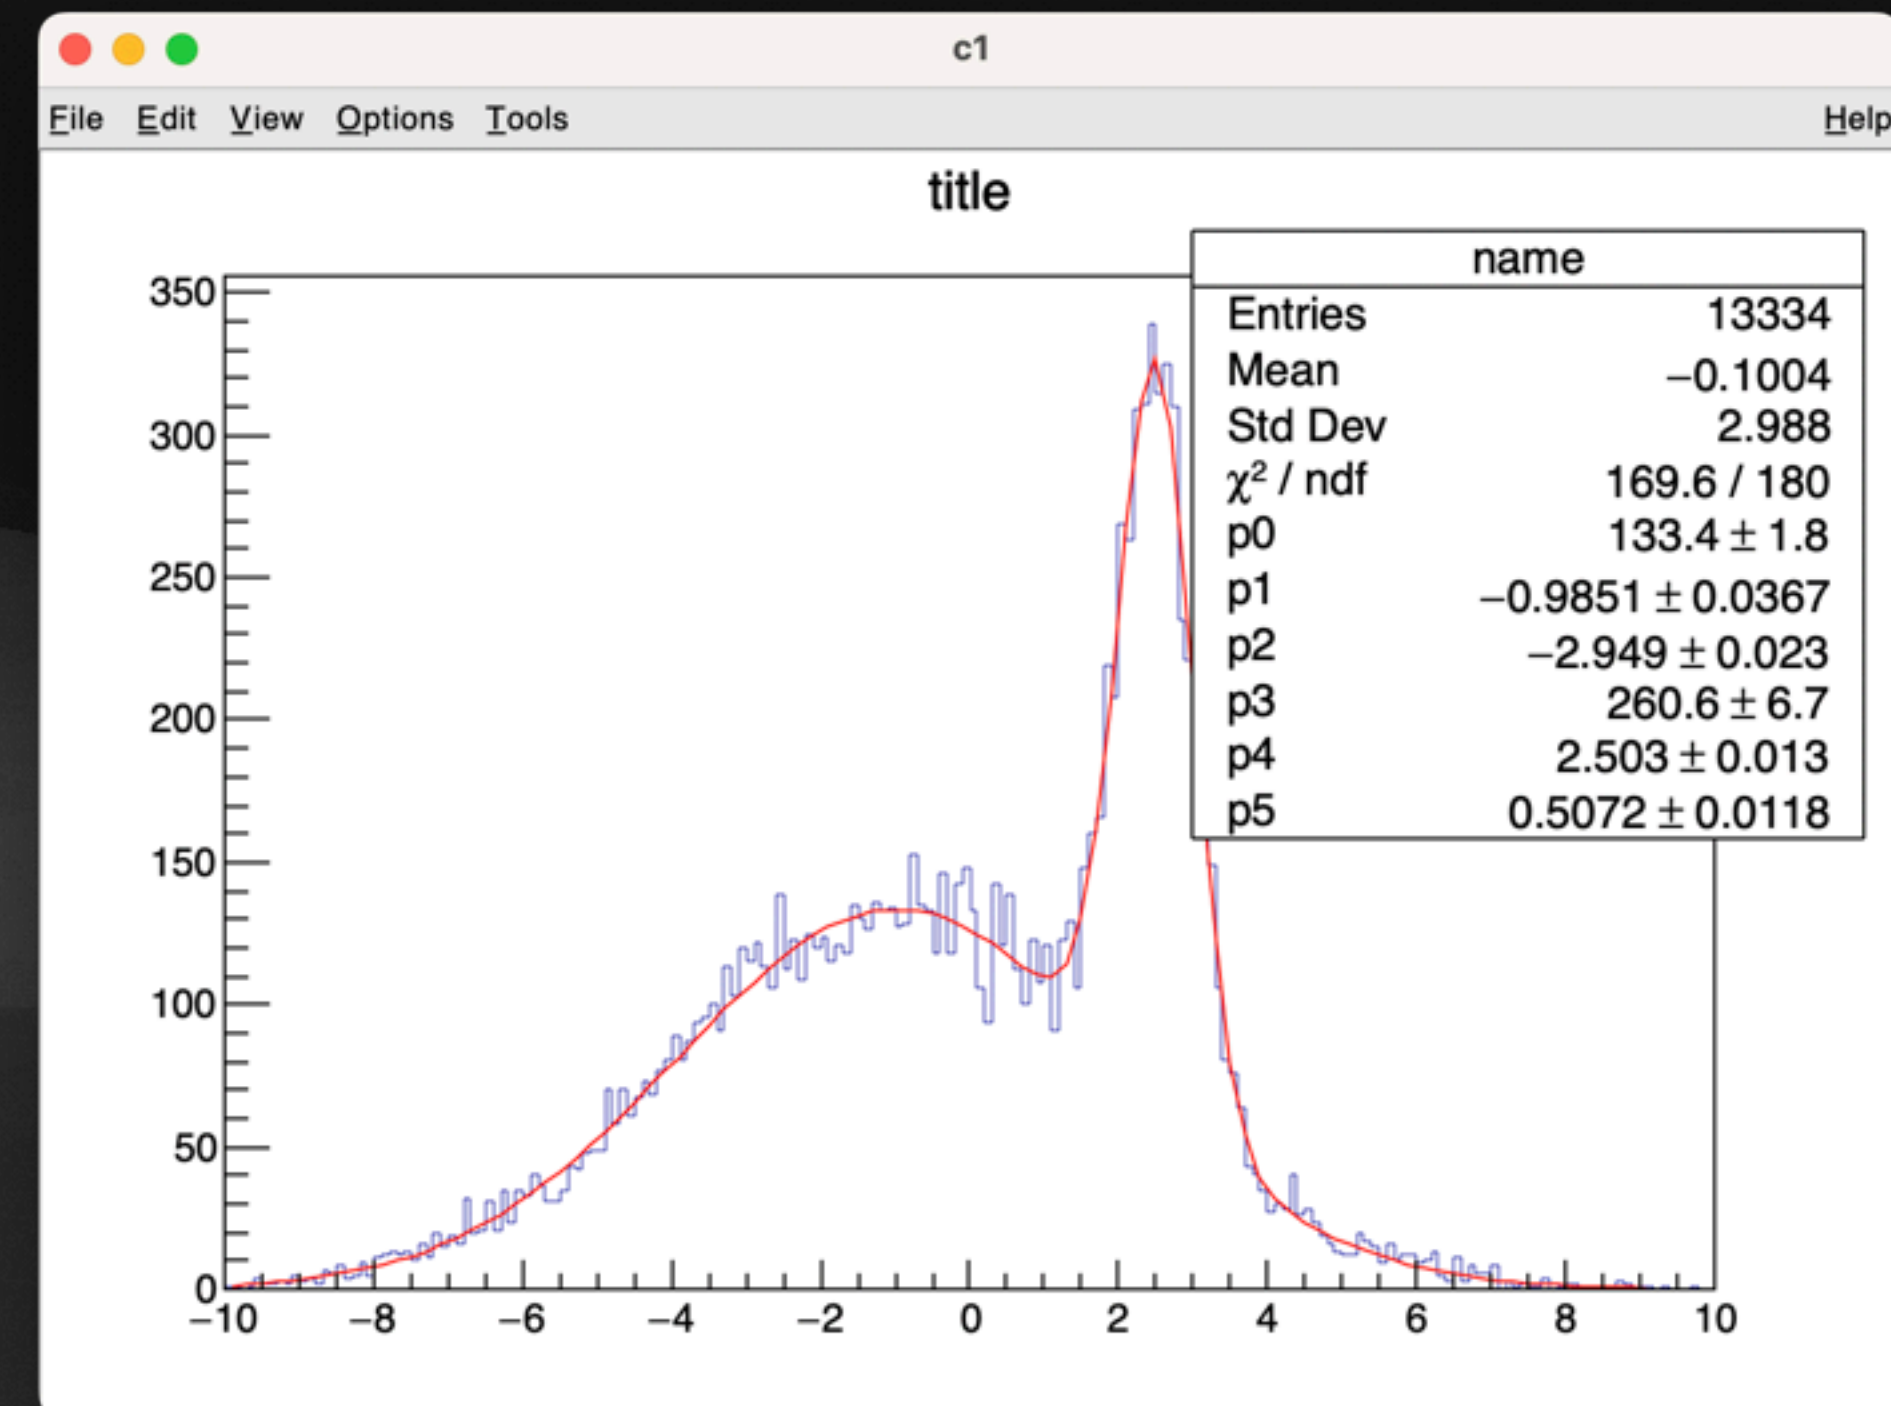 c1
File Edit View Options Tools Help
title
name
Entries 13334
Mean −0.1004
Std Dev 2.988
χ² / ndf 169.6 / 180
p0 133.4 ± 1.8
p1 −0.9851 ± 0.0367
p2 −2.949 ± 0.023
p3 260.6 ± 6.7
p4 2.503 ± 0.013
p5 0.5072 ± 0.0118
350
300
250
200
150
100
50
0
−10 −8 −6 −4 −2 0 2 4 6 8 10